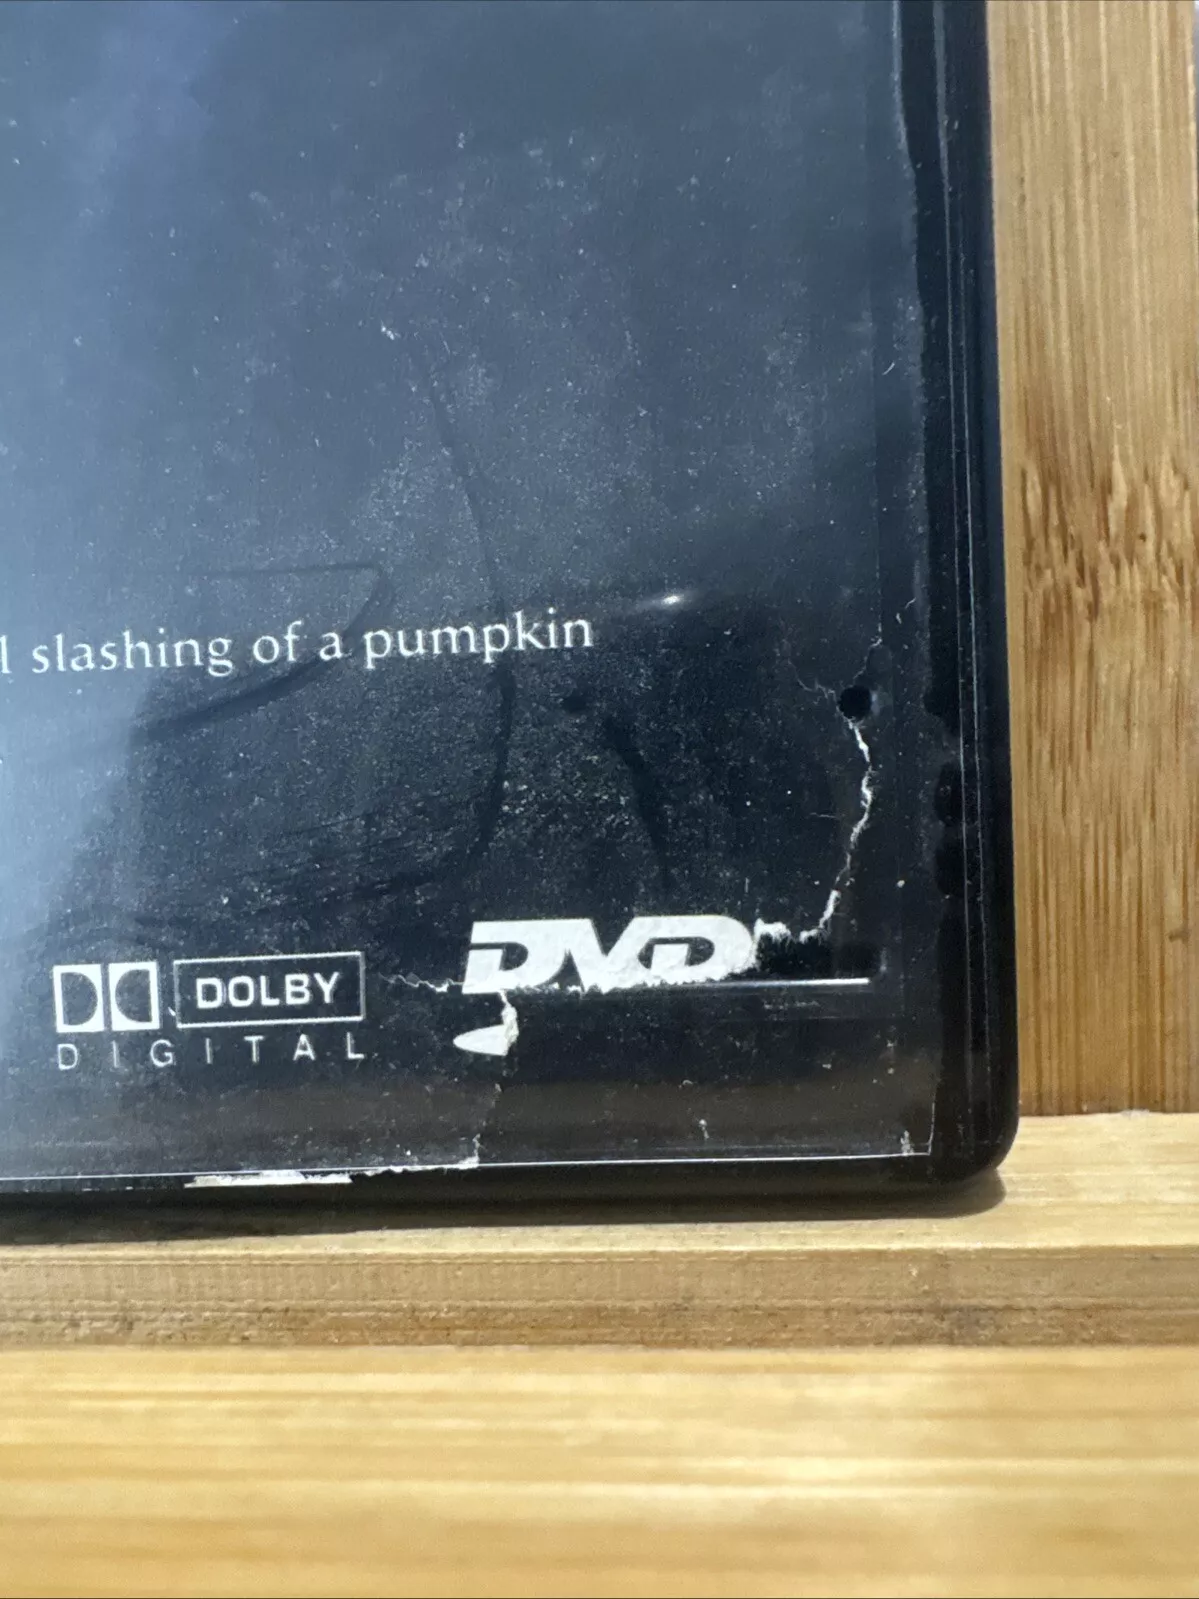 l slashing of a pumpkin
DOLBY
DIGITAL
DVD